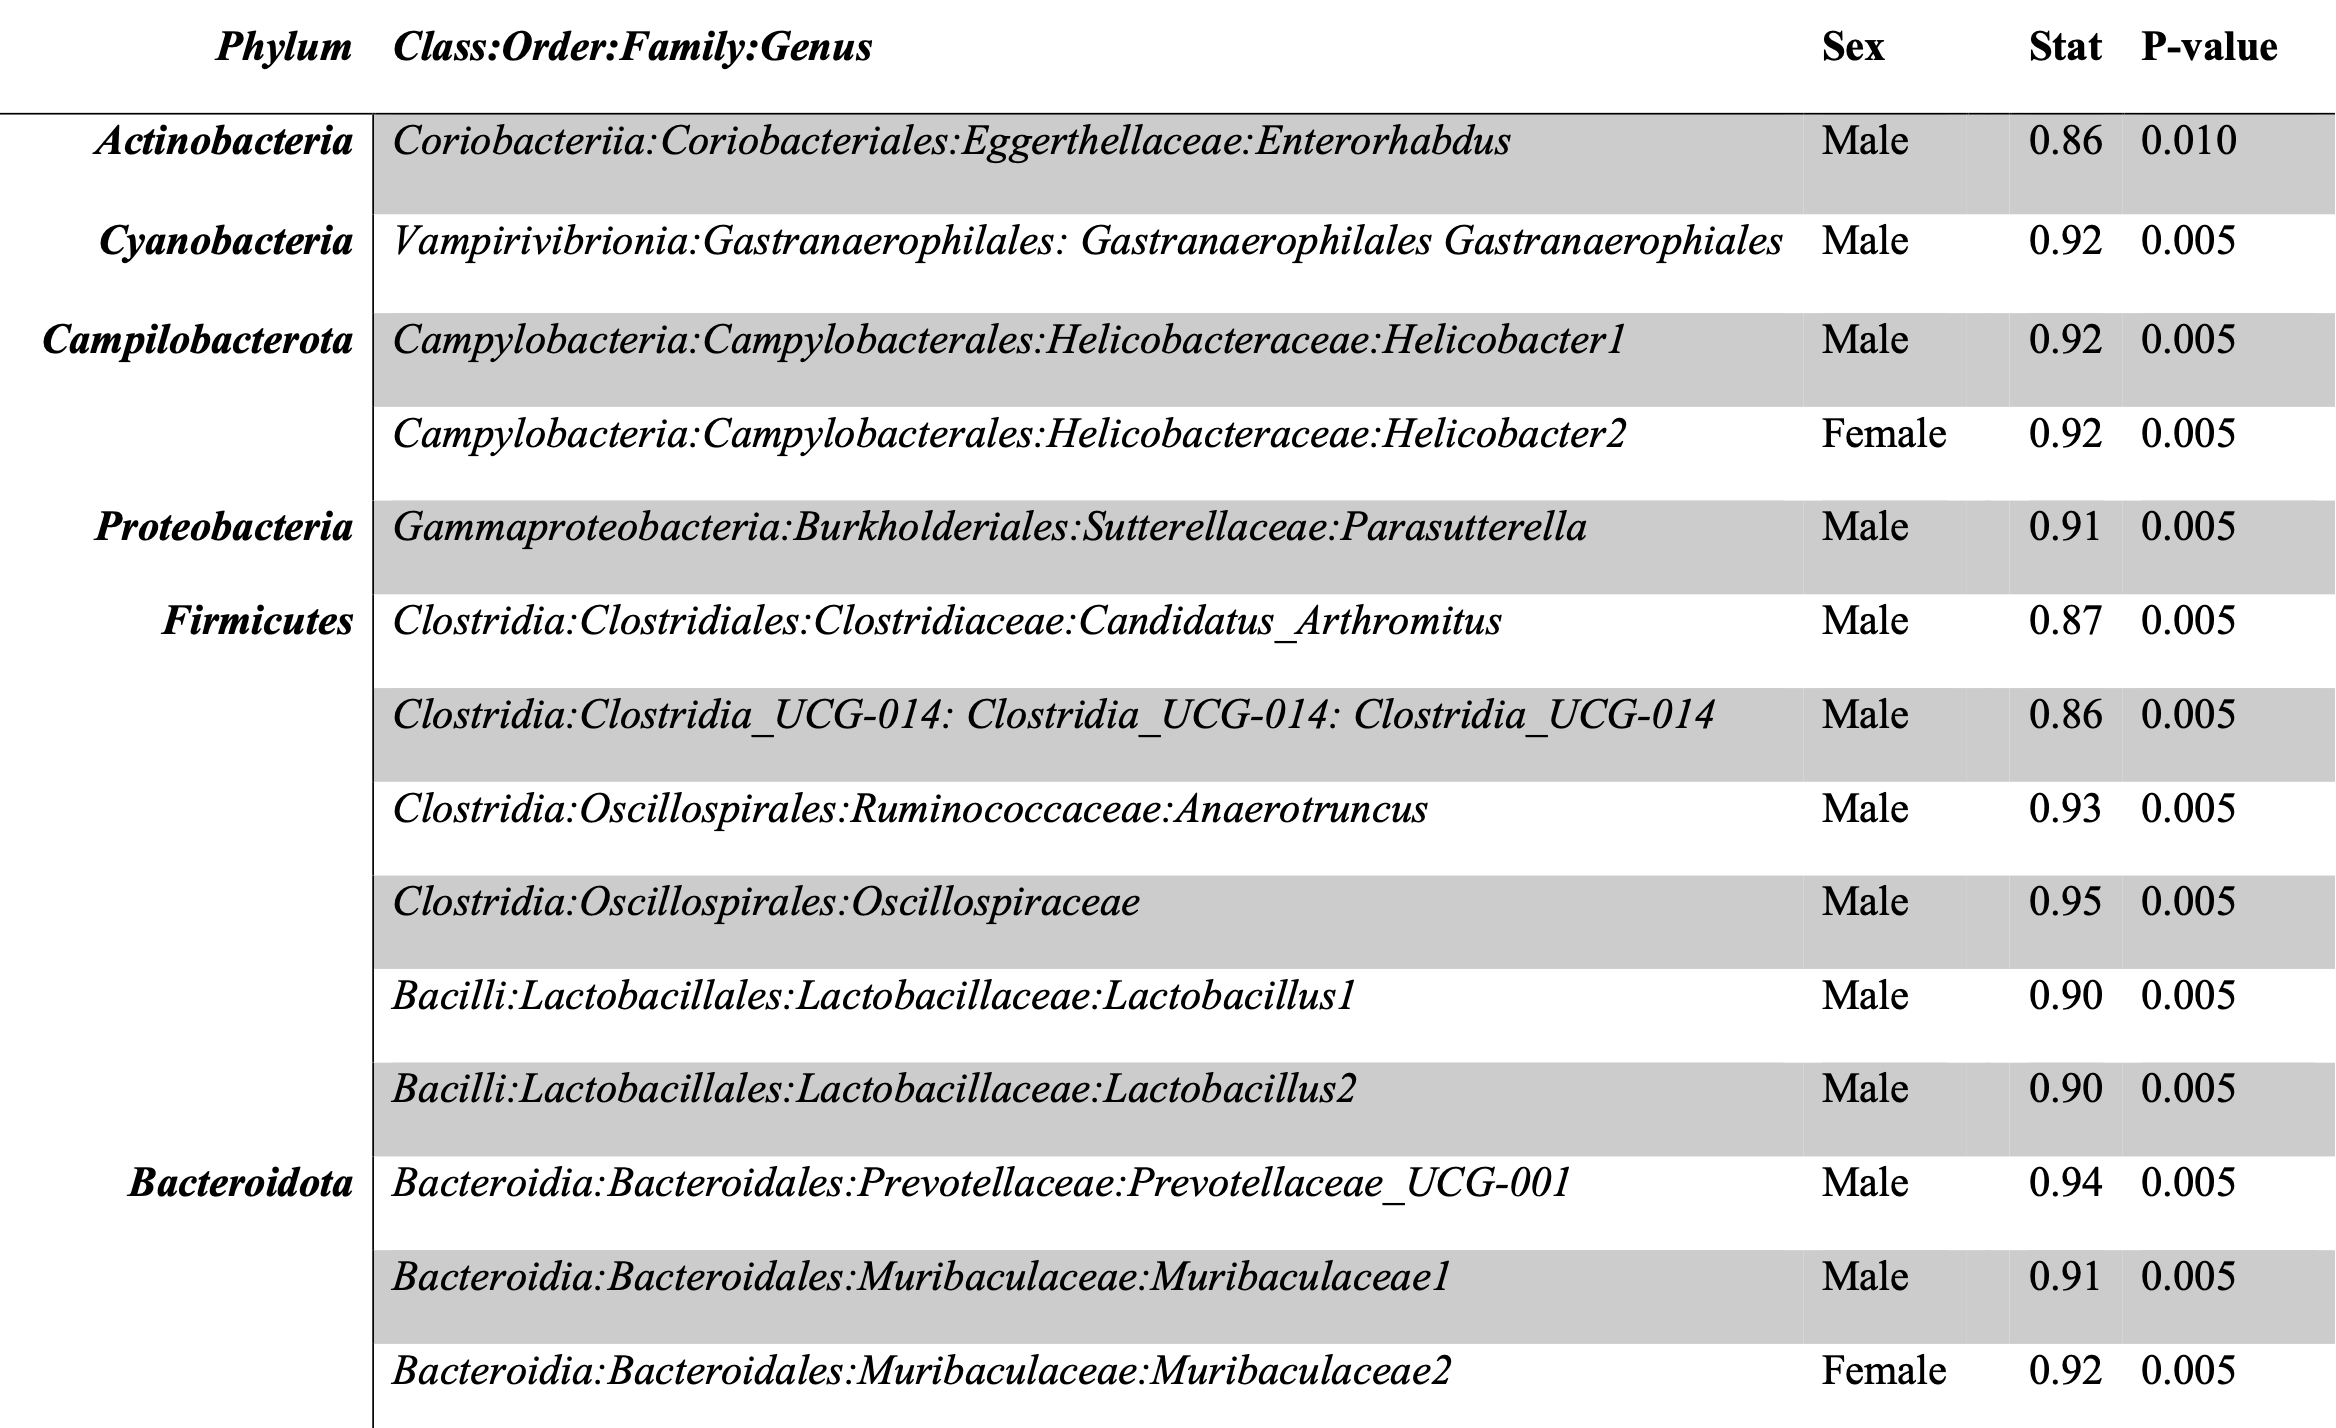 Phylum Class:Order:Family:Genus Sex Stat P-value
Actinobacteria Coriobacteriia:Coriobacteriales:Eggerthellaceae:Enterorhabdus Male 0.86 0.010
Cyanobacteria Vampirivibrionia:Gastranaerophilales: Gastranaerophilales Gastranaerophiales Male 0.92 0.005
Campilobacterota Campylobacteria:Campylobacterales:Helicobacteraceae:Helicobacter1 Male 0.92 0.005
Campylobacteria:Campylobacterales:Helicobacteraceae:Helicobacter2 Female 0.92 0.005
Proteobacteria Gammaproteobacteria:Burkholderiales:Sutterellaceae:Parasutterella Male 0.91 0.005
Firmicutes Clostridia:Clostridiales:Clostridiaceae:Candidatus_Arthromitus Male 0.87 0.005
Clostridia:Clostridia_UCG-014: Clostridia_UCG-014: Clostridia_UCG-014 Male 0.86 0.005
Clostridia:Oscillospirales:Ruminococcaceae:Anaerotruncus Male 0.93 0.005
Clostridia:Oscillospirales:Oscillospiraceae Male 0.95 0.005
Bacilli:Lactobacillales:Lactobacillaceae:Lactobacillus1 Male 0.90 0.005
Bacilli:Lactobacillales:Lactobacillaceae:Lactobacillus2 Male 0.90 0.005
Bacteroidota Bacteroidia:Bacteroidales:Prevotellaceae:Prevotellaceae_UCG-001 Male 0.94 0.005
Bacteroidia:Bacteroidales:Muribaculaceae:Muribaculaceae1 Male 0.91 0.005
Bacteroidia:Bacteroidales:Muribaculaceae:Muribaculaceae2 Female 0.92 0.005